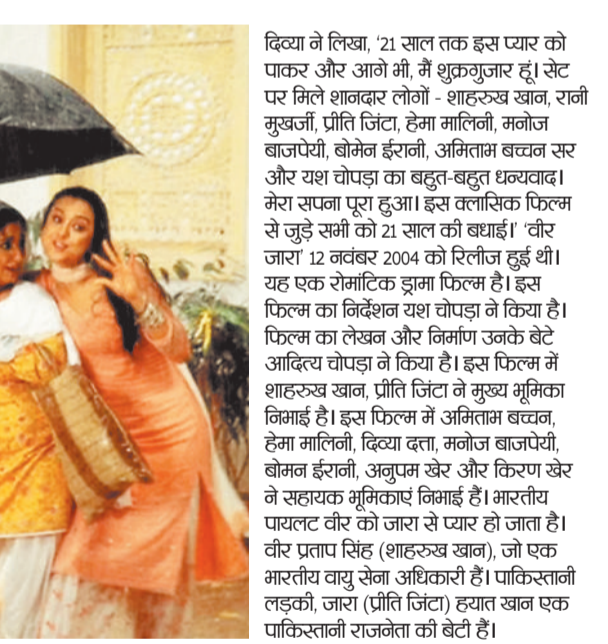 दिव्या ने लिखा, '21 साल तक इस प्यार को
पाकर और आगे भी, मैं शुक्रगुजार हूं। सेट
पर मिले शानदार लोगों - शाहरुख खान, रानी
मुखर्जी, प्रीति जिंटा, हेमा मालिनी, मनोज
बाजपेयी, बोमेन ईरानी, अमिताभ बच्चन सर
और यश चोपड़ा का बहुत-बहुत धन्यवाद।
मेरा सपना पूरा हुआ। इस क्लासिक फिल्म
से जुड़े सभी को 21 साल की बधाई।' 'वीर
जारा' 12 नवंबर 2004 को रिलीज हुई थी।
यह एक रोमांटिक ड्रामा फिल्म है। इस
फिल्म का निर्देशन यश चोपड़ा ने किया है।
फिल्म का लेखन और निर्माण उनके बेटे
आदित्य चोपड़ा ने किया है। इस फिल्म में
शाहरुख खान, प्रीति जिंटा ने मुख्य भूमिका
निभाई है। इस फिल्म में अमिताभ बच्चन,
हेमा मालिनी, दिव्या दत्ता, मनोज बाजपेयी,
बोमन ईरानी, अनुपम खेर और किरण खेर
ने सहायक भूमिकाएं निभाई हैं। भारतीय
पायलट वीर को जारा से प्यार हो जाता है।
वीर प्रताप सिंह (शाहरुख खान), जो एक
भारतीय वायु सेना अधिकारी हैं। पाकिस्तानी
लड़की, जारा (प्रीति जिंटा) हयात खान एक
पाकिस्तानी राजनेता की बेटी हैं।